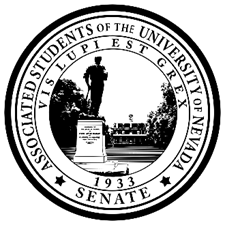 ASSOCIATED STUDENTS OF THE UNIVERSITY OF NEVADA
VIS LUPI EST GREX
1933
SENATE